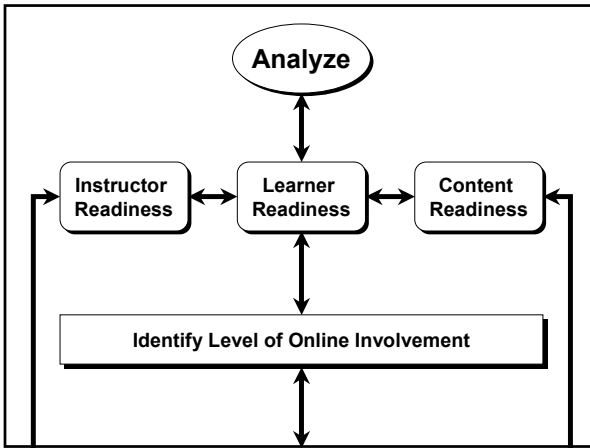 Analyze
Instructor
Readiness
Learner
Readiness
Content
Readiness
Identify Level of Online Involvement